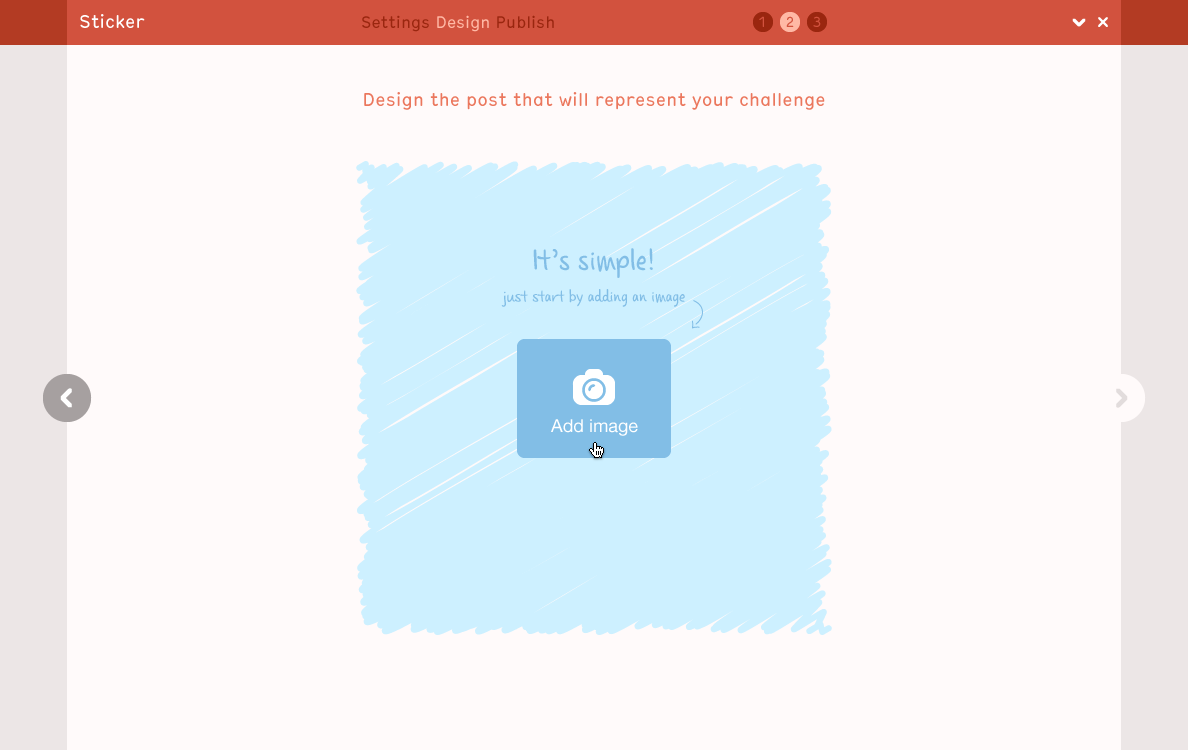 Sticker
Settings Design Publish
1 2 3
Design the post that will represent your challenge
It's simple!
just start by adding an image
Add image